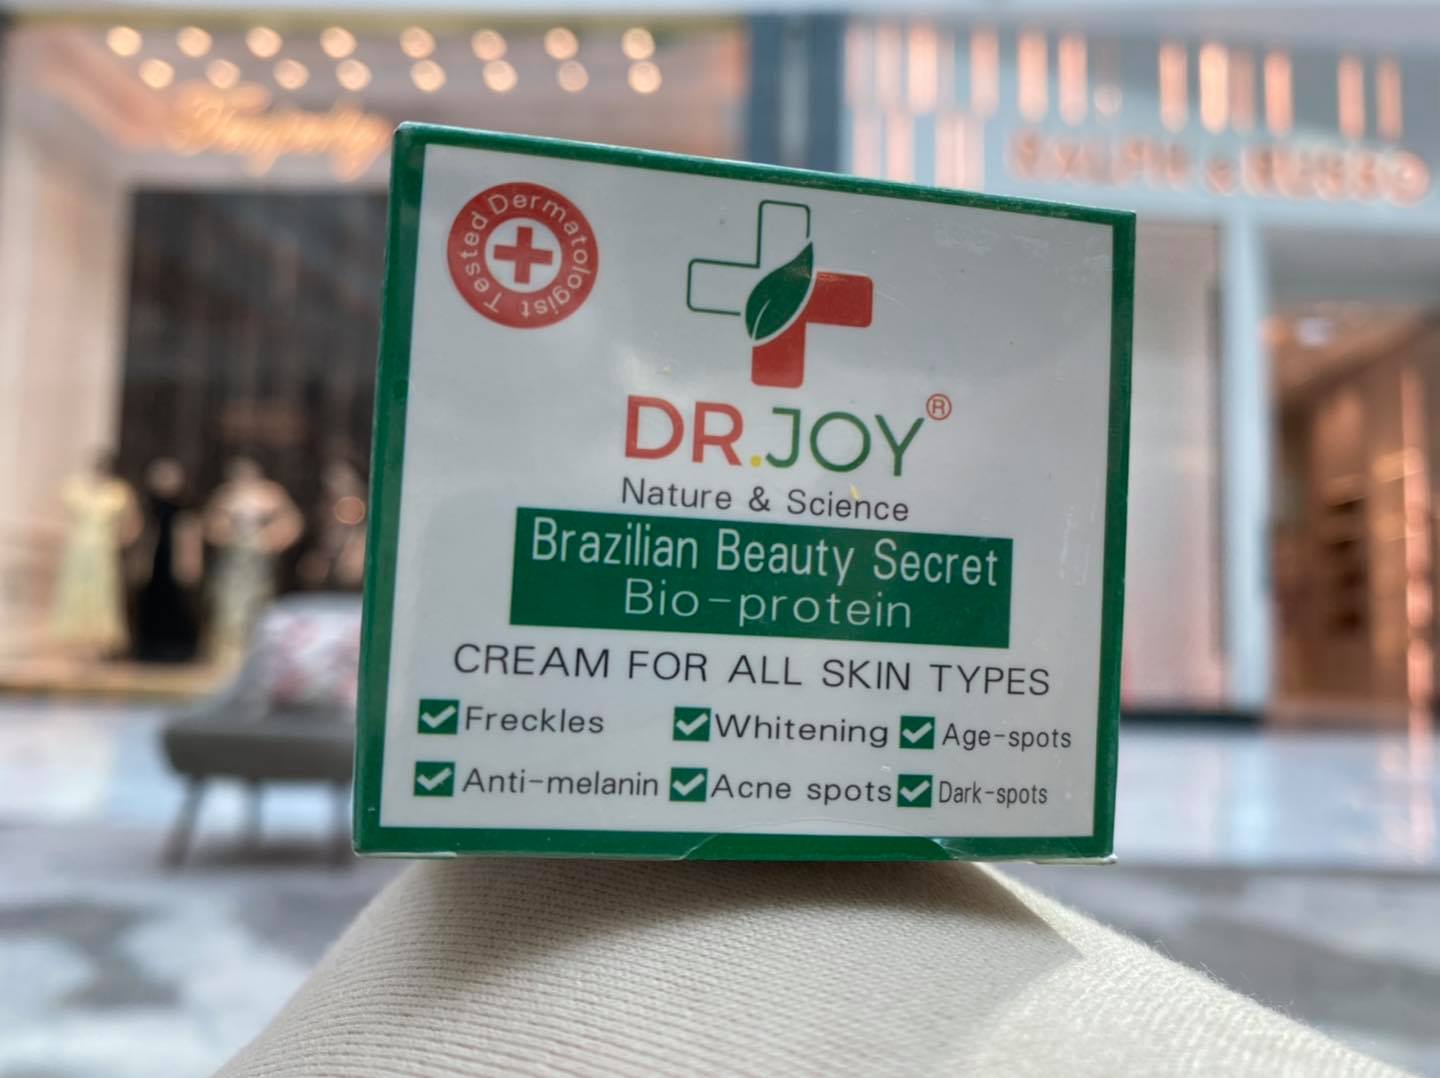 Dermatologist Tested
DR.JOY®
Nature & Science
Brazilian Beauty Secret
Bio-protein
CREAM FOR ALL SKIN TYPES
Freckles Whitening Age-spots
Anti-melanin Acne spots Dark-spots